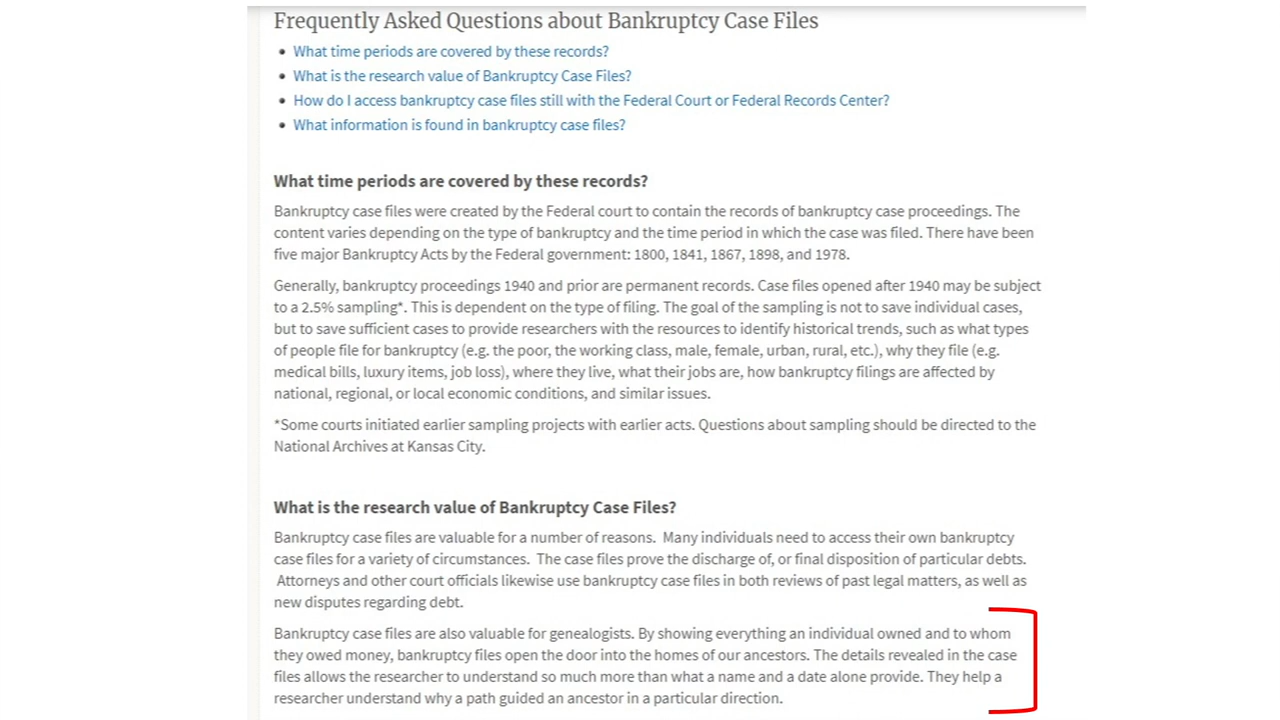 Frequently Asked Questions about Bankruptcy Case Files
What time periods are covered by these records?
What is the research value of Bankruptcy Case Files?
How do I access bankruptcy case files still with the Federal Court or Federal Records Center?
What information is found in bankruptcy case files?
What time periods are covered by these records?
Bankruptcy case files were created by the Federal court to contain the records of bankruptcy case proceedings. The
content varies depending on the type of bankruptcy and the time period in which the case was filed. There have been
five major Bankruptcy Acts by the Federal government: 1800, 1841, 1867, 1898, and 1978.
Generally, bankruptcy proceedings 1940 and prior are permanent records. Case files opened after 1940 may be subject
to a 2.5% sampling*. This is dependent on the type of filing. The goal of the sampling is not to save individual cases,
but to save sufficient cases to provide researchers with the resources to identify historical trends, such as what types
of people file for bankruptcy (e.g. the poor, the working class, male, female, urban, rural, etc.), why they file (e.g.
medical bills, luxury items, job loss), where they live, what their jobs are, how bankruptcy filings are affected by
national, regional, or local economic conditions, and similar issues.
*Some courts initiated earlier sampling projects with earlier acts. Questions about sampling should be directed to the
National Archives at Kansas City.
What is the research value of Bankruptcy Case Files?
Bankruptcy case files are valuable for a number of reasons. Many individuals need to access their own bankruptcy
case files for a variety of circumstances. The case files prove the discharge of, or final disposition of particular debts.
Attorneys and other court officials likewise use bankruptcy case files in both reviews of past legal matters, as well as
new disputes regarding debt.
Bankruptcy case files are also valuable for genealogists. By showing everything an individual owned and to whom
they owed money, bankruptcy files open the door into the homes of our ancestors. The details revealed in the case
files allows the researcher to understand so much more than what a name and a date alone provide. They help a
researcher understand why a path guided an ancestor in a particular direction.